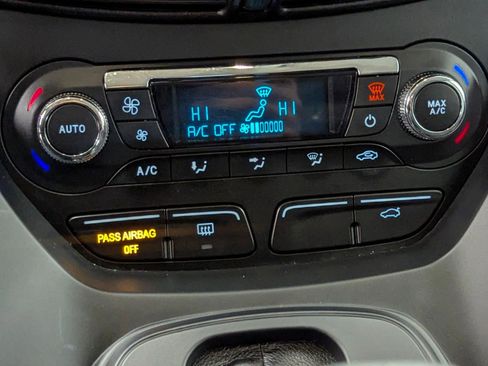 HI HI
MAX
A/C OFF
AUTO
MAX
A/C
A/C
PASS AIRBAG
OFF